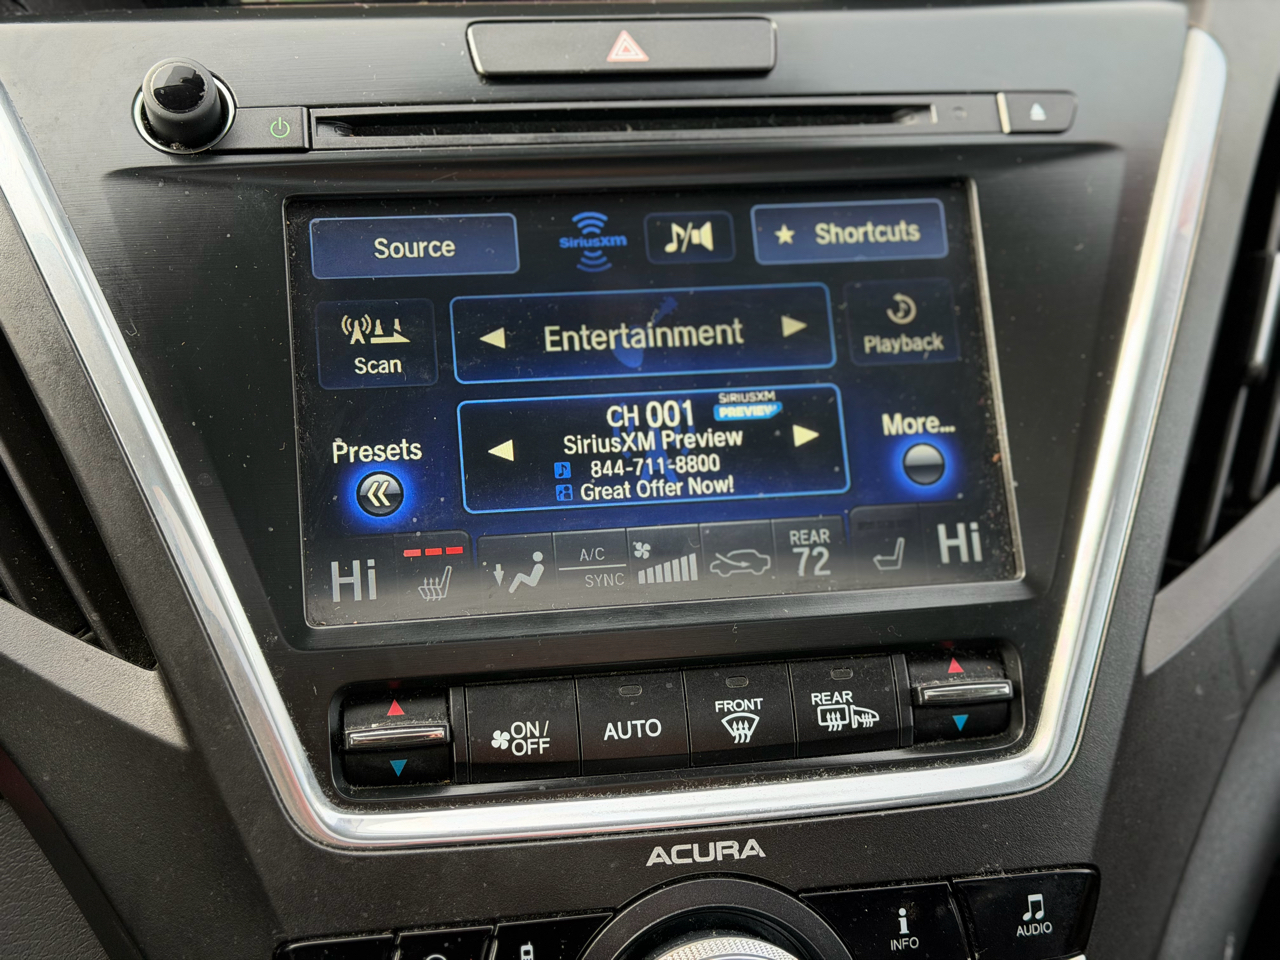 Source
SiriusXM
Shortcuts
Scan
Entertainment
Playback
CH 001
SIRIUSXM
PREVIEW
SiriusXM Preview
844-711-8800
Great Offer Now!
Presets
More...
Hi
A/C
SYNC
REAR
72
Hi
ON/
OFF
AUTO
FRONT
REAR
ACURA
INFO
AUDIO